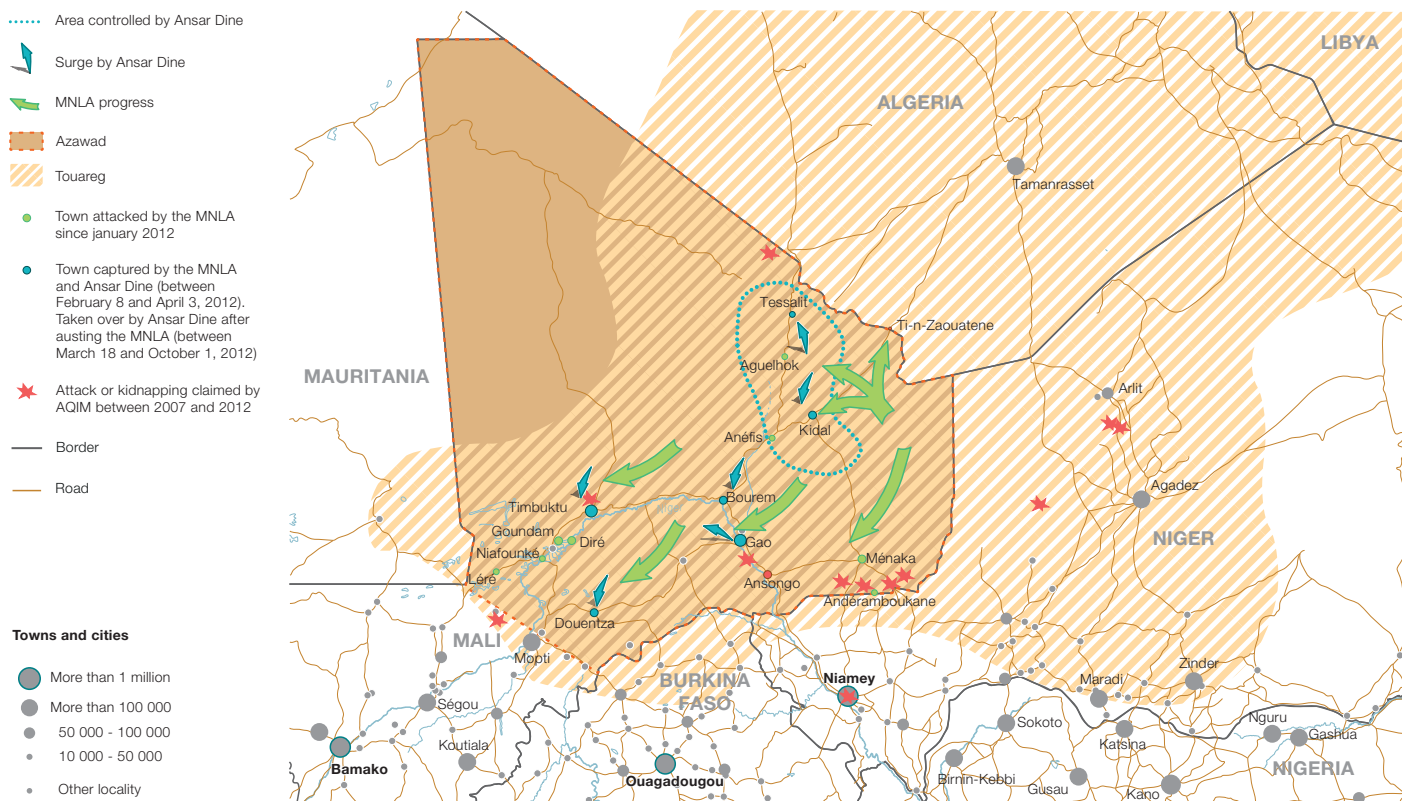 Area controlled by Ansar Dine
Surge by Ansar Dine
MNLA progress
Azawad
Touareg
Town attacked by the MNLA
since january 2012
Town captured by the MNLA
and Ansar Dine (between
February 8 and April 3, 2012).
Taken over by Ansar Dine after
austing the MNLA (between
March 18 and October 1, 2012)
Attack or kidnapping claimed by
AQIM between 2007 and 2012
Border
Road
Towns and cities
More than 1 million
More than 100 000
50 000 - 100 000
10 000 - 50 000
Other locality
LIBYA
ALGERIA
Tamanrasset
Tessalit
Ti-n-Zaouatene
Aguelhok
MAURITANIA
Arlit
Kidal
Anéfis
Agadez
Bourem
Timbuktu
Niger
Goundam
Diré
Gao
NIGER
Niafounké
Ménaka
Léré
Ansongo
Andéramboukane
Douentza
MALI
Mopti
BURKINA
FASO
Niamey
Zinder
Maradi
Ségou
Sokoto
Nguru
Gashua
Katsina
Koutiala
Bamako
Ouagadougou
Birnin-Kebbi
Gusau
Kano
NIGERIA